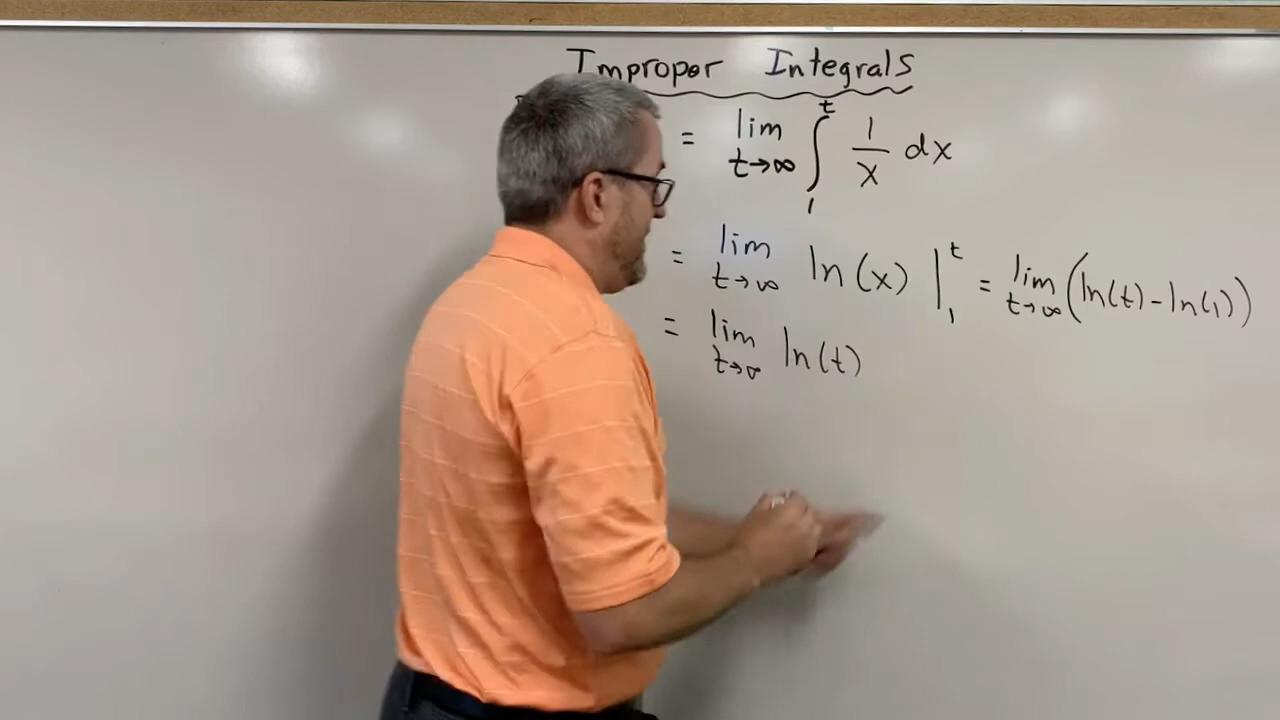 Improper Integrals
= lim t→∞ ∫₁ᵗ 1/x dx
= lim t→∞ ln(x) |₁ᵗ = lim t→∞ (ln(t) - ln(1))
= lim t→∞ ln(t)